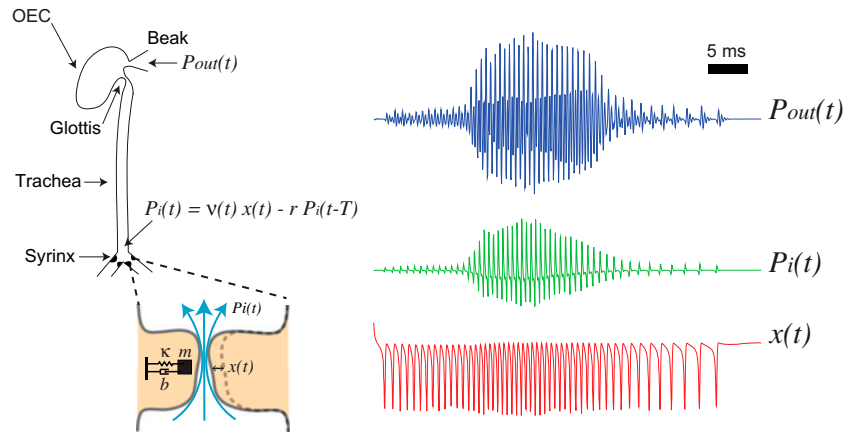 OEC
Beak
Pout(t)
Glottis
Trachea
Pi(t) = ν(t) x(t) - r Pi(t-T)
Syrinx
Pi(t)
κ m
b
x(t)
5 ms
Pout(t)
Pi(t)
x(t)